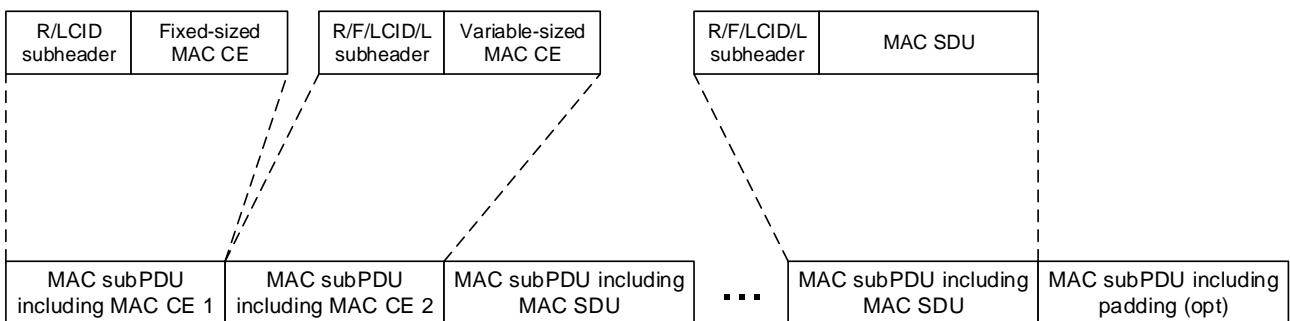 R/LCID
subheader
Fixed-sized
MAC CE
R/F/LCID/L
subheader
Variable-sized
MAC CE
R/F/LCID/L
subheader
MAC SDU
MAC subPDU
including MAC CE 1
MAC subPDU
including MAC CE 2
MAC subPDU including
MAC SDU
...
MAC subPDU including
MAC SDU
MAC subPDU including
padding (opt)